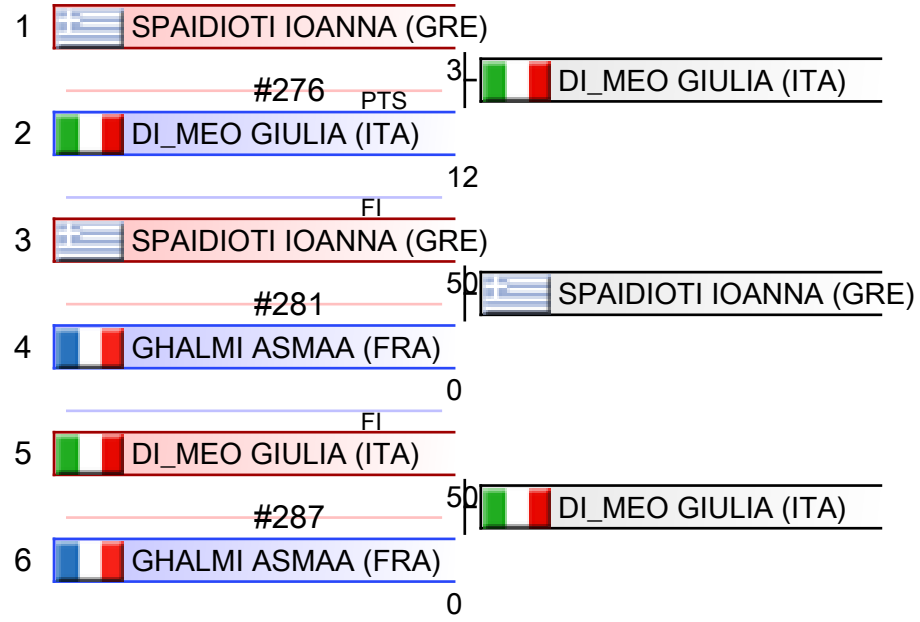 1 SPAIDIOTI IOANNA (GRE)
3 DI_MEO GIULIA (ITA)
#276 PTS
2 DI_MEO GIULIA (ITA)
12
FI
3 SPAIDIOTI IOANNA (GRE)
50 SPAIDIOTI IOANNA (GRE)
#281
4 GHALMI ASMAA (FRA)
0
FI
5 DI_MEO GIULIA (ITA)
50 DI_MEO GIULIA (ITA)
#287
6 GHALMI ASMAA (FRA)
0